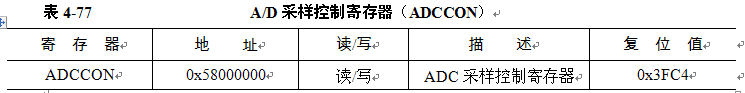 表 4-77 A/D 采样控制寄存器（ADCCON）
寄 存 器 地 址 读/写 描 述 复 位 值
ADCCON 0x58000000 读/写 ADC 采样控制寄存器 0x3FC4